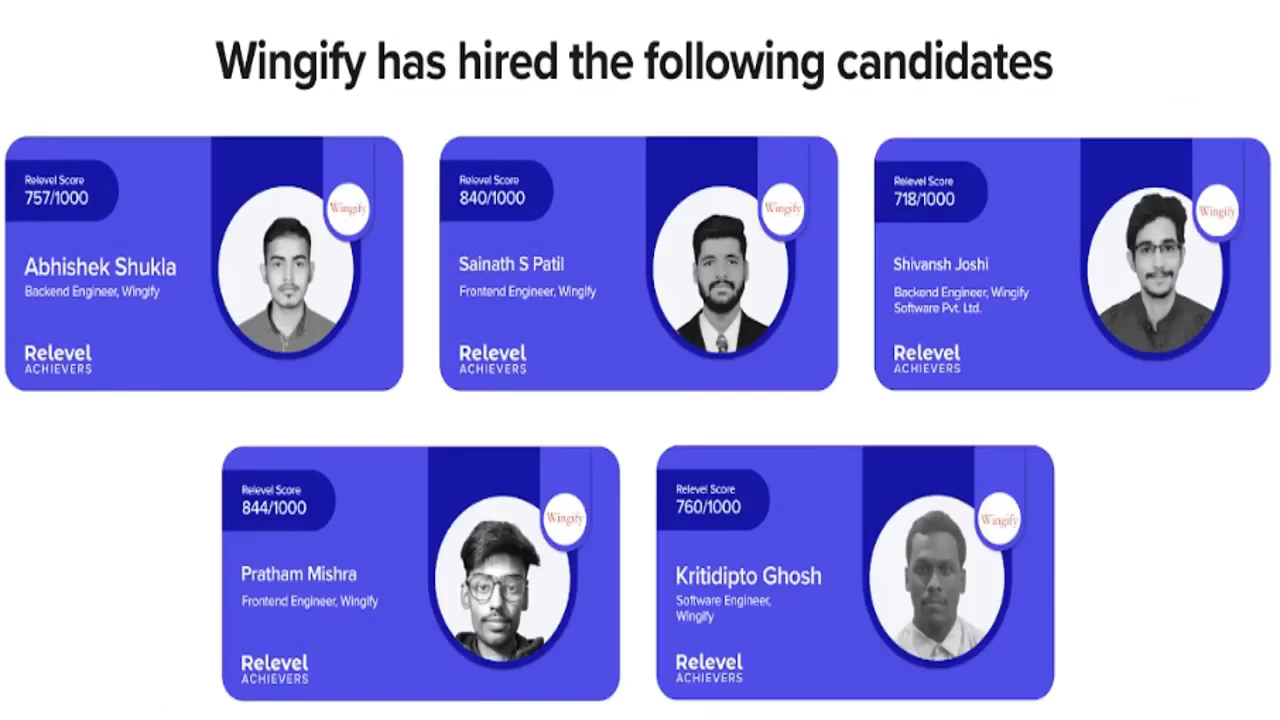 Wingify has hired the following candidates
Relevel Score
757/1000
Wingify
Abhishek Shukla
Backend Engineer, Wingify
Relevel
ACHIEVERS
Relevel Score
840/1000
Wingify
Sainath S Patil
Frontend Engineer, Wingify
Relevel
ACHIEVERS
Relevel Score
718/1000
Wingify
Shivansh Joshi
Backend Engineer, Wingify
Software Pvt. Ltd.
Relevel
ACHIEVERS
Relevel Score
844/1000
Wingify
Pratham Mishra
Frontend Engineer, Wingify
Relevel
ACHIEVERS
Relevel Score
760/1000
Wingify
Kritidipto Ghosh
Software Engineer,
Wingify
Relevel
ACHIEVERS